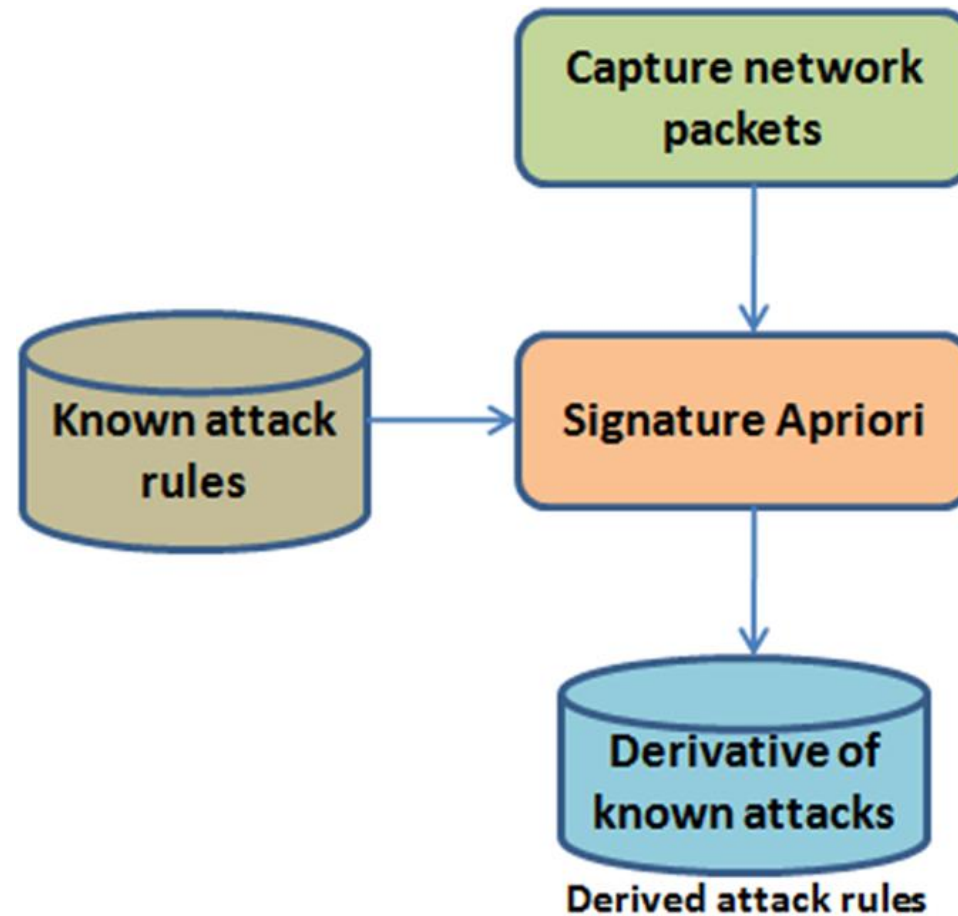 Capture network
packets
Known attack
rules
Signature Apriori
Derivative of
known attacks
Derived attack rules